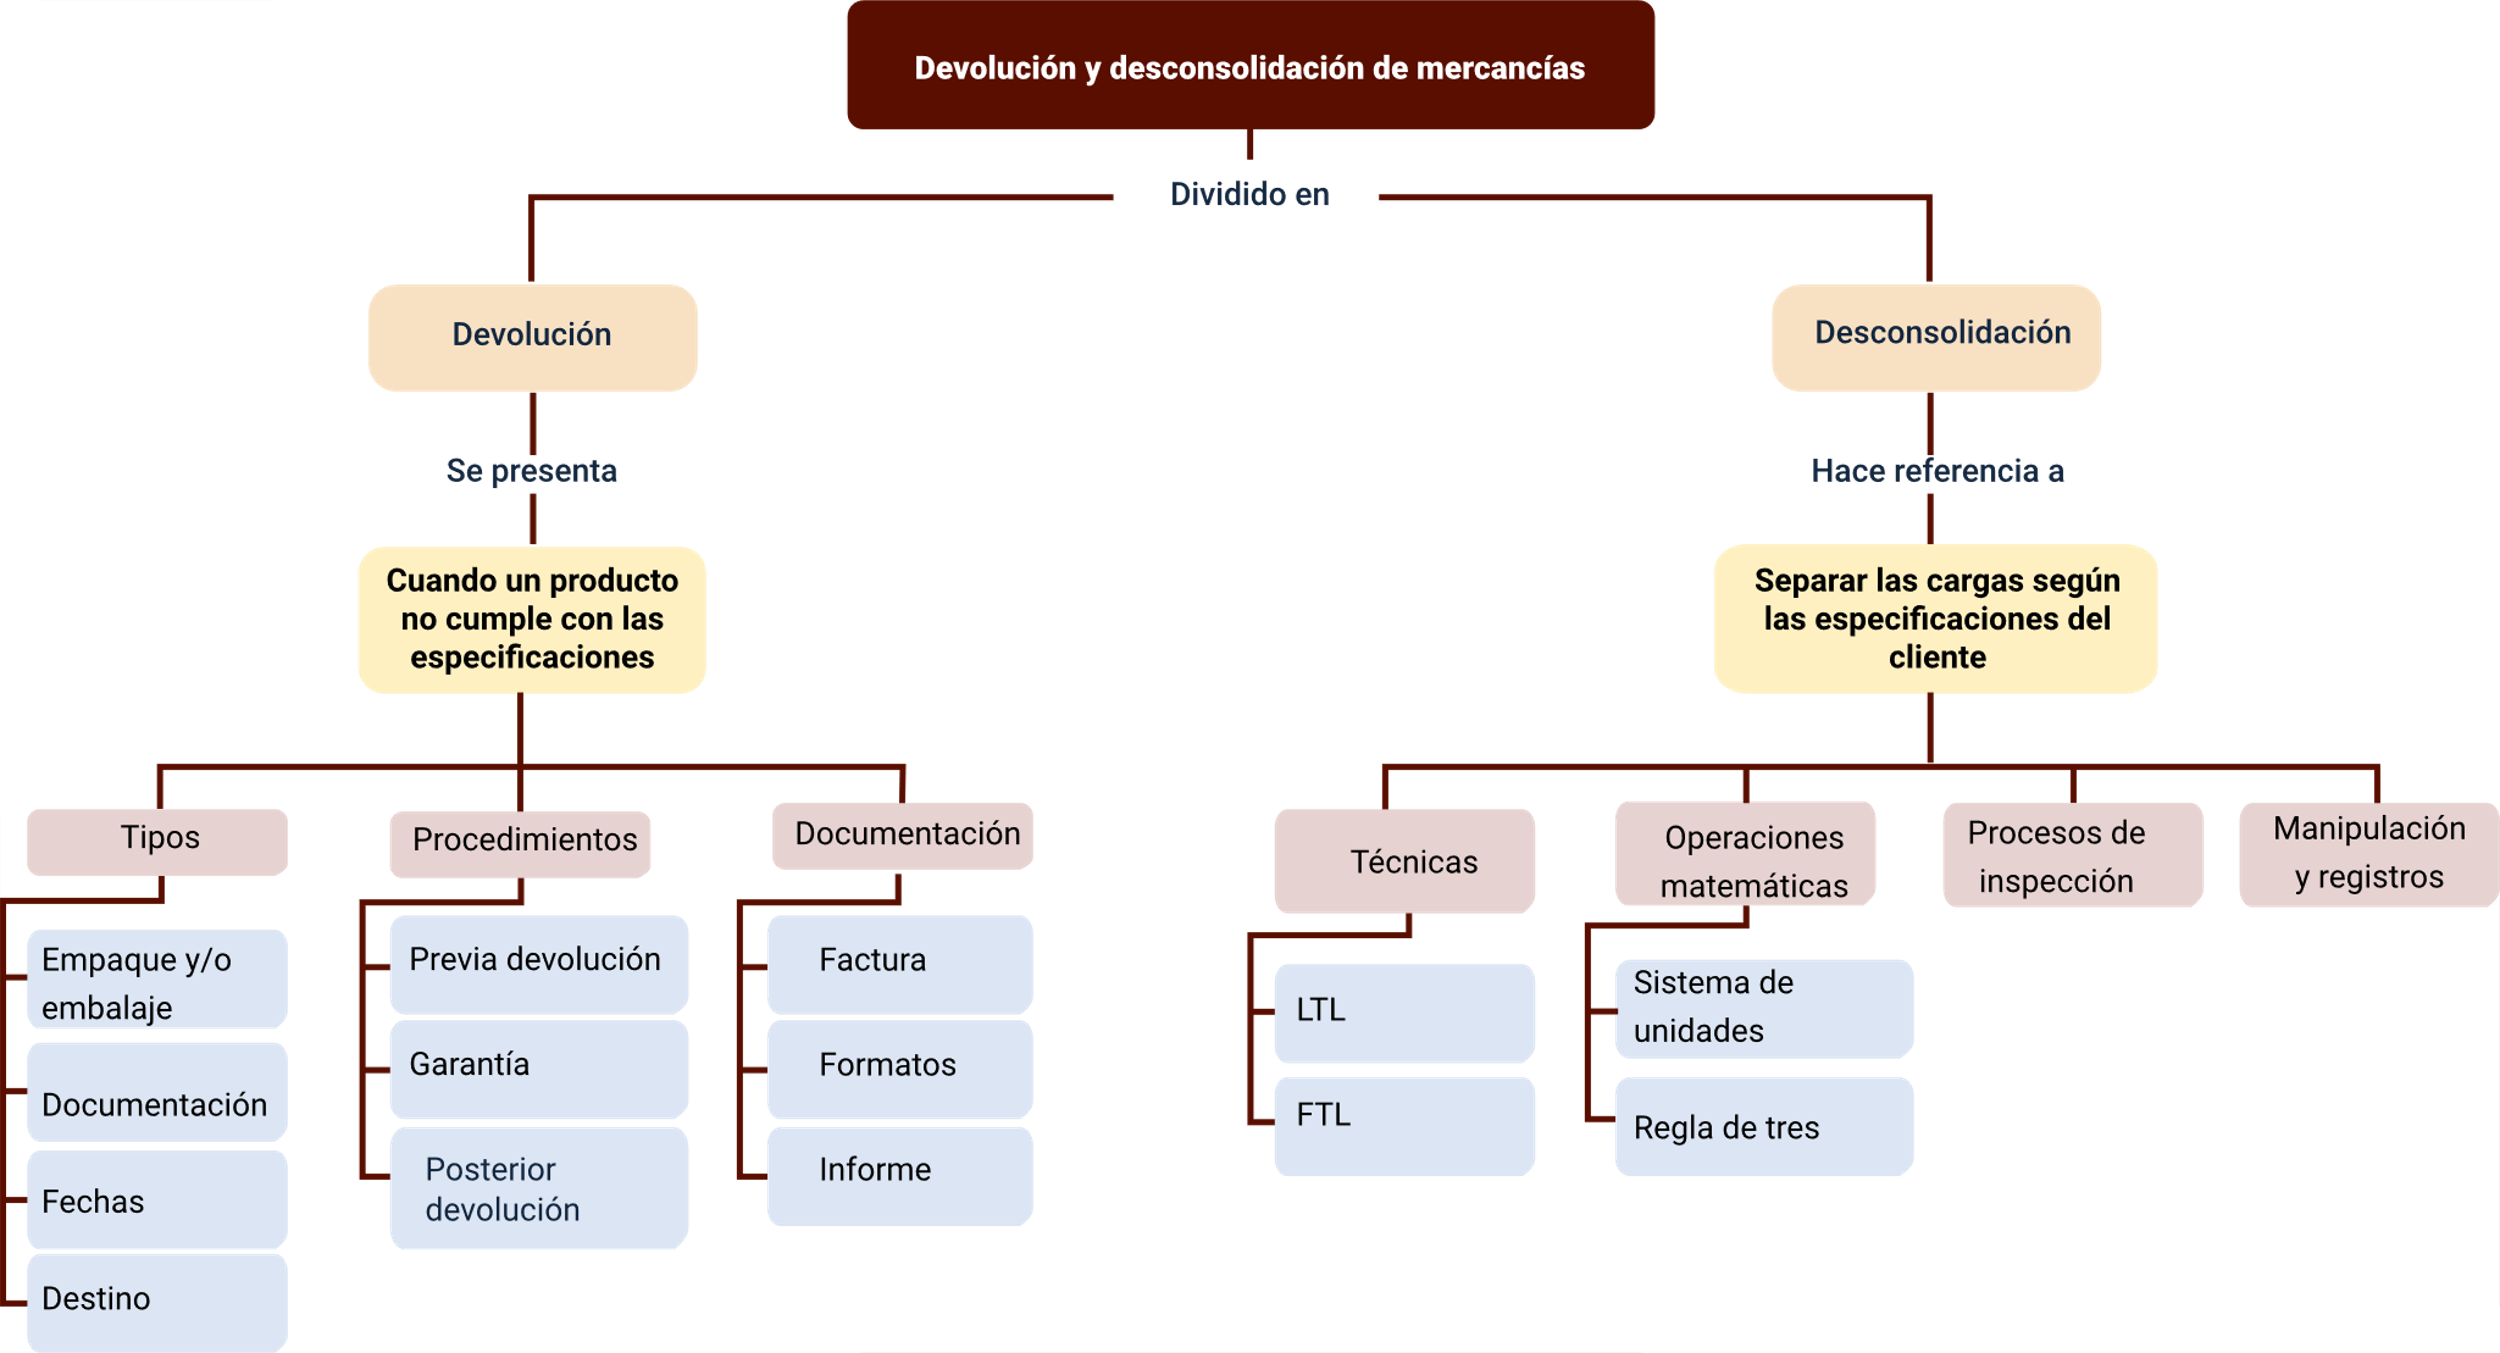 Devolución y desconsolidación de mercancías
Dividido en
Devolución
Desconsolidación
Se presenta
Hace referencia a
Cuando un producto
no cumple con las
especificaciones
Separar las cargas según
las especificaciones del
cliente
Tipos
Empaque y/o
embalaje
Documentación
Fechas
Destino
Procedimientos
Previa devolución
Garantía
Posterior
devolución
Documentación
Factura
Formatos
Informe
Técnicas
LTL
FTL
Operaciones
matemáticas
Sistema de
unidades
Regla de tres
Procesos de
inspección
Manipulación
y registros